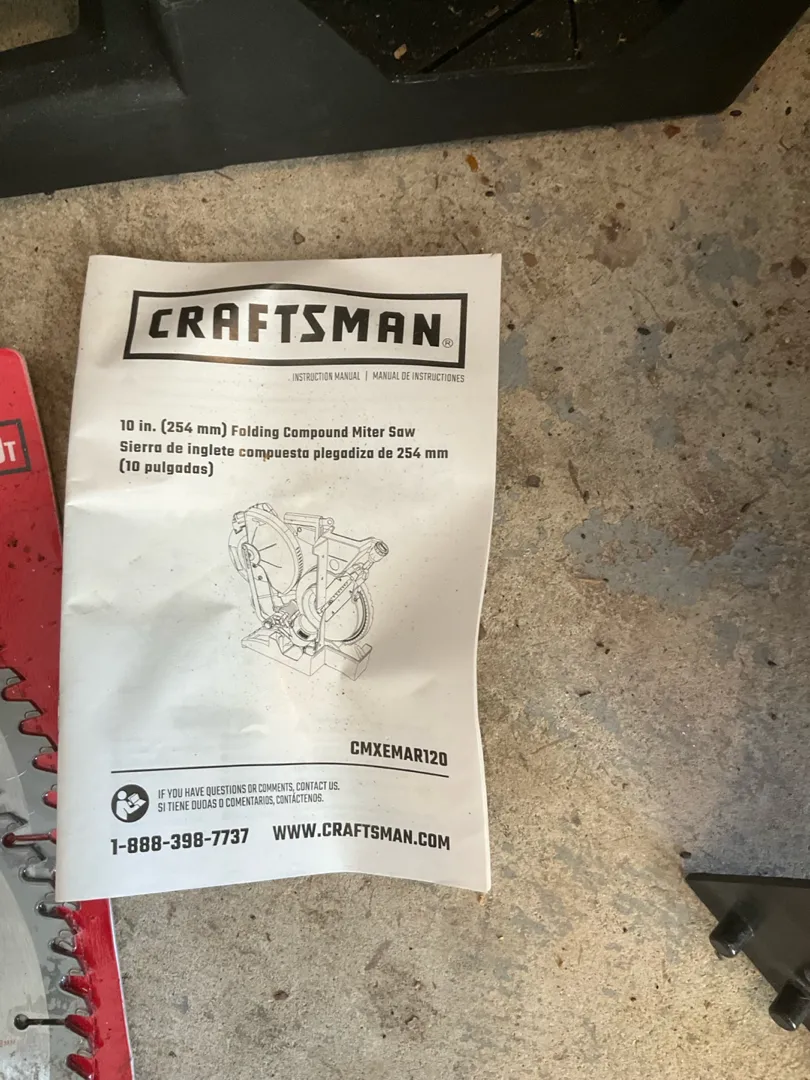 CRAFTSMAN®
INSTRUCTION MANUAL | MANUAL DE INSTRUCTIONES
10 in. (254 mm) Folding Compound Miter Saw
Sierra de inglete compuesta plegadiza de 254 mm
(10 pulgadas)
CMXEMAR120
IF YOU HAVE QUESTIONS OR COMMENTS, CONTACT US.
SI TIENE DUDAS O COMENTARIOS, CONTÁCTENOS.
1-888-398-7737 WWW.CRAFTSMAN.COM